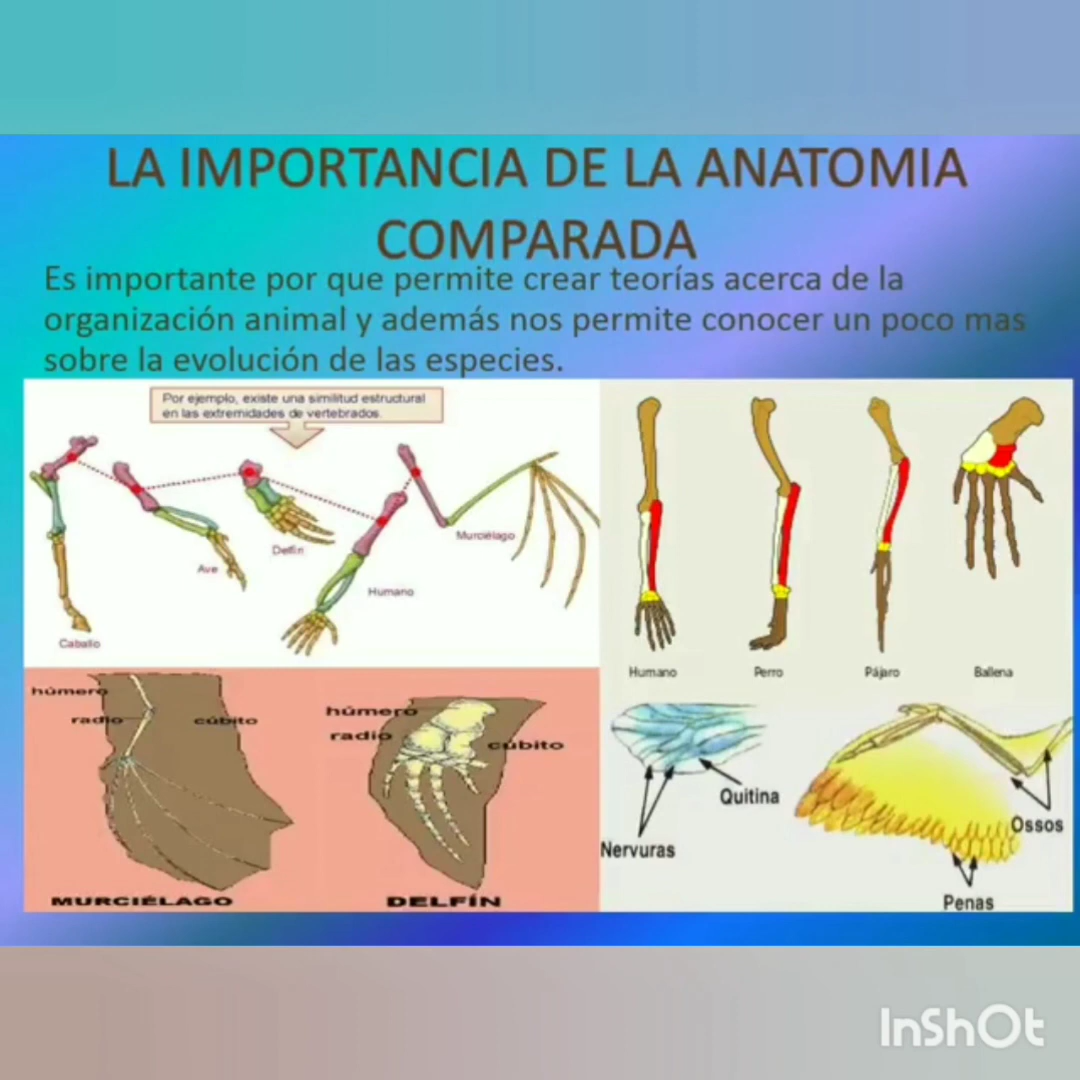 LA IMPORTANCIA DE LA ANATOMIA
COMPARADA
Es importante por que permite crear teorías acerca de la
organización animal y además nos permite conocer un poco mas
sobre la evolución de las especies.
Por ejemplo, existe una similitud estructural
en las extremidades de vertebrados.
Caballo
Ave
Delfín
Humano
Murciélago
Humano
Perro
Pájaro
Ballena
húmero
radio
cúbito
MURCIÉLAGO
húmero
radio
cúbito
DELFÍN
Quitina
Nervuras
Ossos
Penas
InShOt